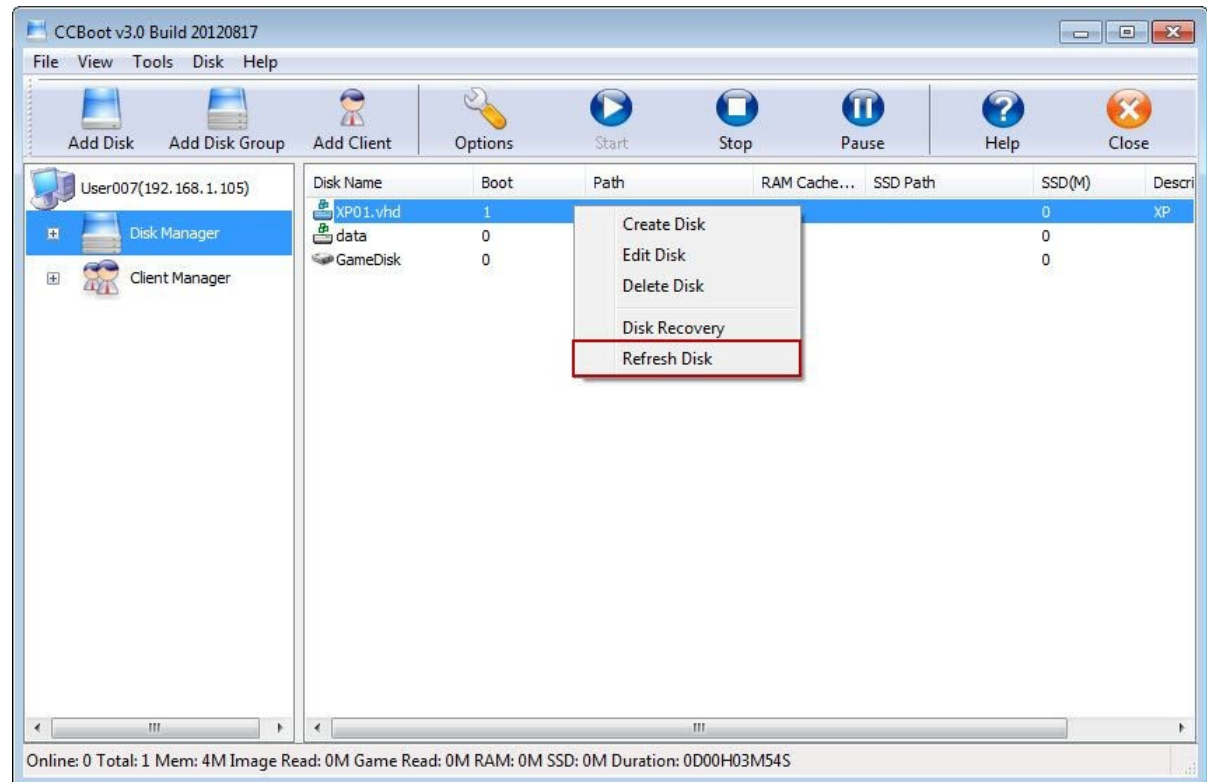 CCBoot v3.0 Build 20120817
File View Tools Disk Help
Add Disk Add Disk Group Add Client Options Start Stop Pause Help Close
User007(192.168.1.105)
Disk Manager
Client Manager
Disk Name Boot Path RAM Cache... SSD Path SSD(M) Descri
XP01.vhd 1 0 XP
data 0 0
GameDisk 0 0
Create Disk
Edit Disk
Delete Disk
Disk Recovery
Refresh Disk
Online: 0 Total: 1 Mem: 4M Image Read: 0M Game Read: 0M RAM: 0M SSD: 0M Duration: 0D00H03M54S